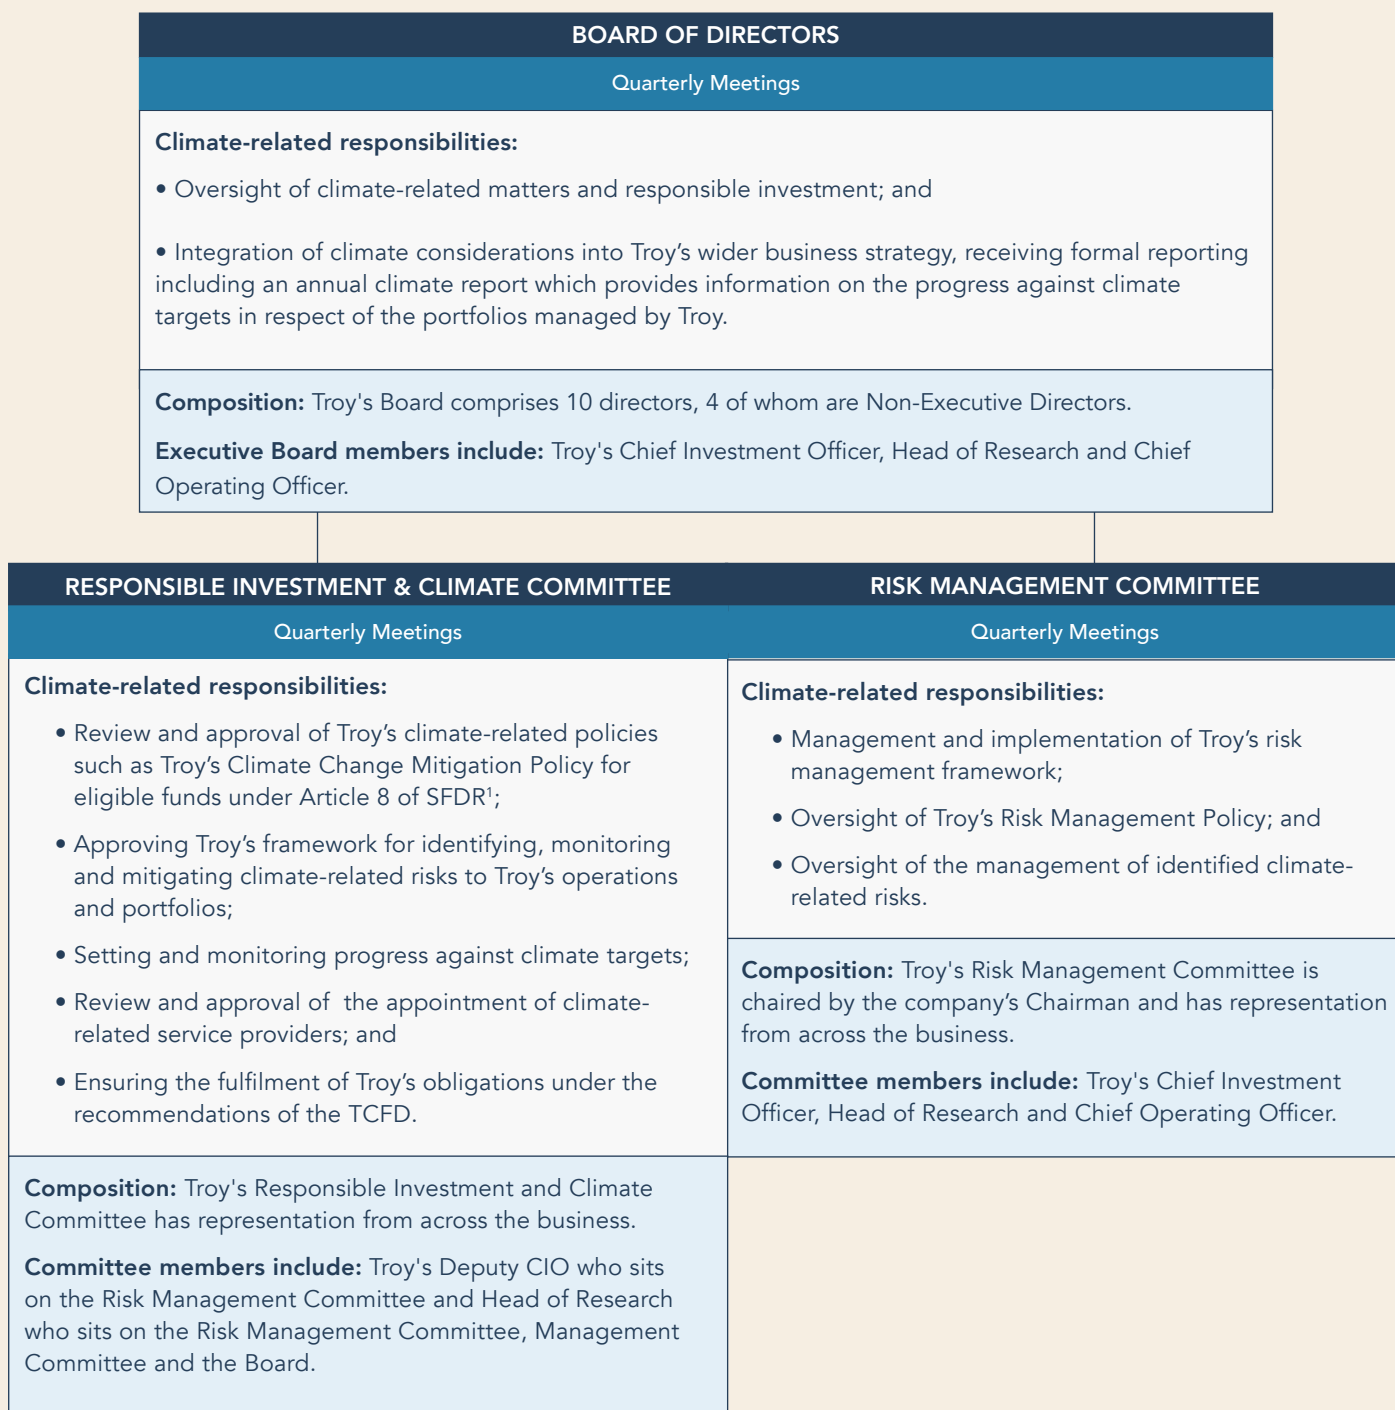 BOARD OF DIRECTORS
Quarterly Meetings
Climate-related responsibilities:
• Oversight of climate-related matters and responsible investment; and
• Integration of climate considerations into Troy’s wider business strategy, receiving formal reporting
including an annual climate report which provides information on the progress against climate
targets in respect of the portfolios managed by Troy.
Composition: Troy's Board comprises 10 directors, 4 of whom are Non-Executive Directors.
Executive Board members include: Troy's Chief Investment Officer, Head of Research and Chief
Operating Officer.
RESPONSIBLE INVESTMENT & CLIMATE COMMITTEE
Quarterly Meetings
Climate-related responsibilities:
• Review and approval of Troy’s climate-related policies
such as Troy’s Climate Change Mitigation Policy for
eligible funds under Article 8 of SFDR¹;
• Approving Troy’s framework for identifying, monitoring
and mitigating climate-related risks to Troy’s operations
and portfolios;
• Setting and monitoring progress against climate targets;
• Review and approval of  the appointment of climate-
related service providers; and
• Ensuring the fulfilment of Troy’s obligations under the
recommendations of the TCFD.
Composition: Troy's Responsible Investment and Climate
Committee has representation from across the business.
Committee members include: Troy's Deputy CIO who sits
on the Risk Management Committee and Head of Research
who sits on the Risk Management Committee, Management
Committee and the Board.
RISK MANAGEMENT COMMITTEE
Quarterly Meetings
Climate-related responsibilities:
• Management and implementation of Troy’s risk
management framework;
• Oversight of Troy’s Risk Management Policy; and
• Oversight of the management of identified climate-
related risks.
Composition: Troy's Risk Management Committee is
chaired by the company’s Chairman and has representation
from across the business.
Committee members include: Troy's Chief Investment
Officer, Head of Research and Chief Operating Officer.